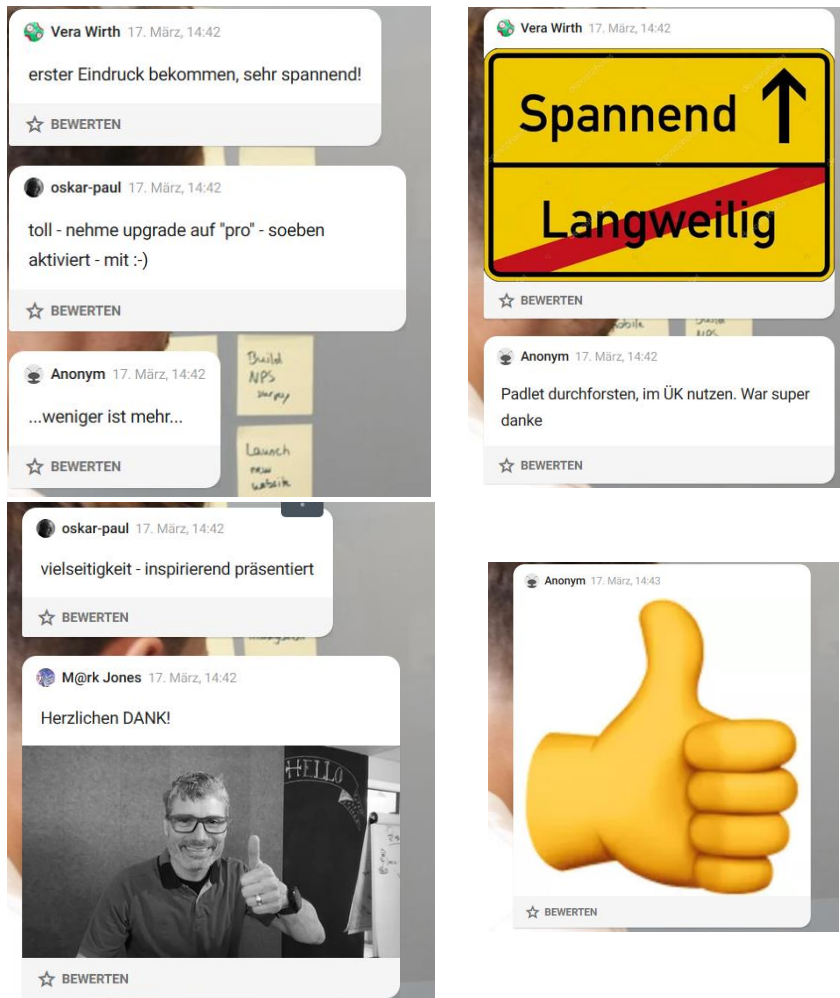 Vera Wirth 17. März, 14:42
erster Eindruck bekommen, sehr spannend!
BEWERTEN
oskar-paul 17. März, 14:42
toll - nehme upgrade auf "pro" - soeben
aktiviert - mit :-)
BEWERTEN
Anonym 17. März, 14:42
...weniger ist mehr...
BEWERTEN
Build
NPS
survey
Launch
new
website
Vera Wirth 17. März, 14:42
Spannend
Langweilig
BEWERTEN
Anonym 17. März, 14:42
Padlet durchforsten, im ÜK nutzen. War super
danke
BEWERTEN
oskar-paul 17. März, 14:42
vielseitigkeit - inspirierend präsentiert
BEWERTEN
M@rk Jones 17. März, 14:42
Herzlichen DANK!
HELLO
BEWERTEN
Anonym 17. März, 14:43
BEWERTEN